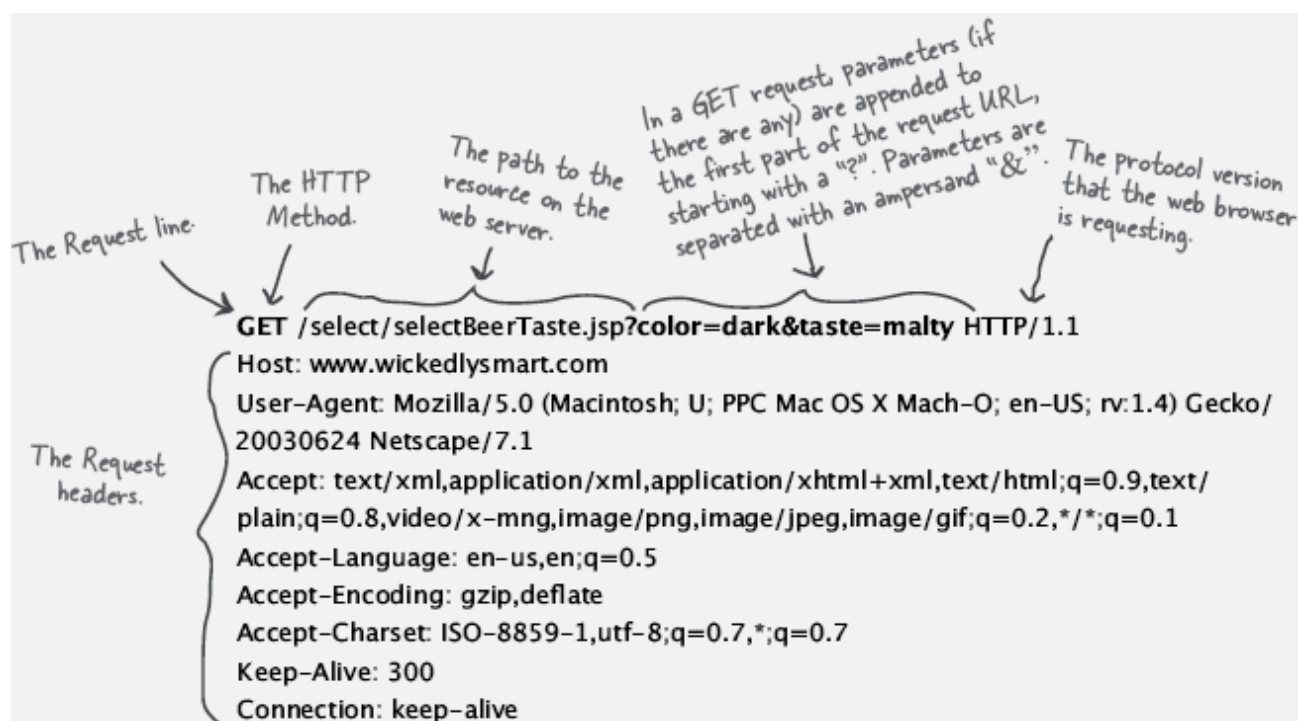 In a GET request, parameters (if
there are any) are appended to
the first part of the request URL,
starting with a "?". Parameters are
separated with an ampersand "&".
The path to the
resource on the
web server.
The HTTP
Method.
The protocol version
that the web browser
is requesting.
The Request line.
GET /select/selectBeerTaste.jsp?color=dark&taste=malty HTTP/1.1
Host: www.wickedlysmart.com
User-Agent: Mozilla/5.0 (Macintosh; U; PPC Mac OS X Mach-O; en-US; rv:1.4) Gecko/
20030624 Netscape/7.1
The Request
headers.
Accept: text/xml,application/xml,application/xhtml+xml,text/html;q=0.9,text/
plain;q=0.8,video/x-mng,image/png,image/jpeg,image/gif;q=0.2,*/*;q=0.1
Accept-Language: en-us,en;q=0.5
Accept-Encoding: gzip,deflate
Accept-Charset: ISO-8859-1,utf-8;q=0.7,*;q=0.7
Keep-Alive: 300
Connection: keep-alive